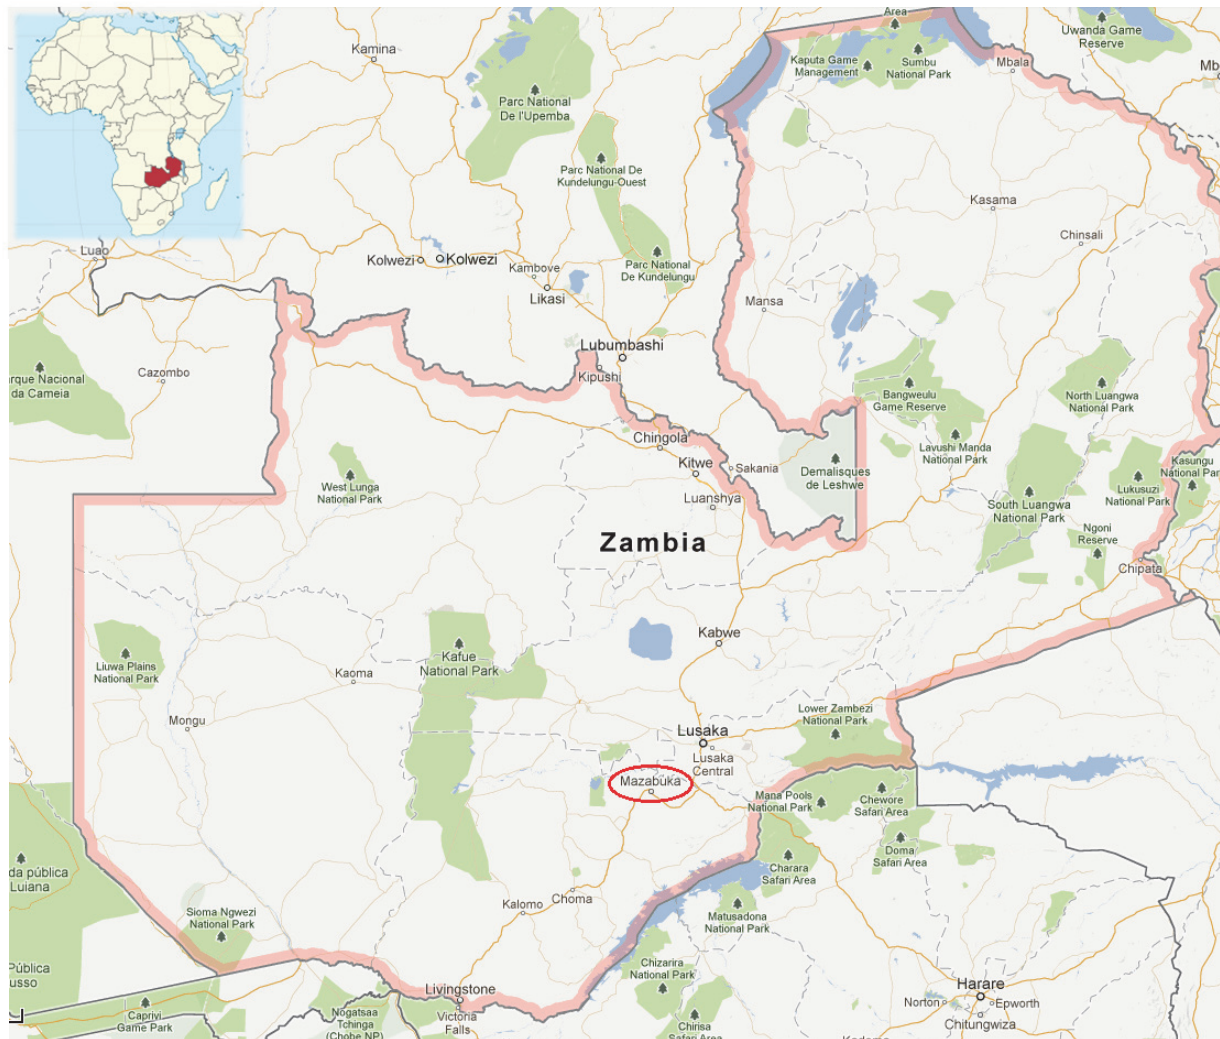 Area
Uwanda Game
Reserve
Kamina
Kaputa Game
Management
Sumbu
National Park
Mbala
Mb
Parc National
De l'Upemba
Parc National De
Kundelungu-Ouest
Kasama
Chinsali
Luao
Kolwezi
Kolwezi
Kambove
Likasi
Parc National
De Kundelungu
Mansa
Lubumbashi
Kipushi
Cazombo
arque Nacional
da Cameia
Bangweulu
Game Reserve
North Luangwa
National Park
Lavushi Manda
National Park
Chingola
Kitwe
Sakania
Luanshya
Demalisques
de Leshwe
Kasungu
National Par
Lukusuzi
National Park
South Luangwa
National Park
Ngoni
Reserve
West Lunga
National Park
Zambia
Chipata
Kabwe
Liuwa Plains
National Park
Kaoma
Kafue
National Park
Mongu
Lower Zambezi
National Park
Lusaka
Lusaka
Central
Mazabuka
Mana Pools
National Park
Chewore
Safari Area
Doma
Safari Area
Charara
Safari Area
da pública
Luiana
Kalomo
Choma
Sioma Ngwezi
National Park
Matusadona
National Park
Chizarira
National Park
Pública
usso
Livingstone
Victoria
Falls
Harare
Norton
Epworth
Chitungwiza
Caprivi
Game Park
Nogatsaa
Tchinga
(Chobe NP)
Chirisa
Safari Area
Kadoma